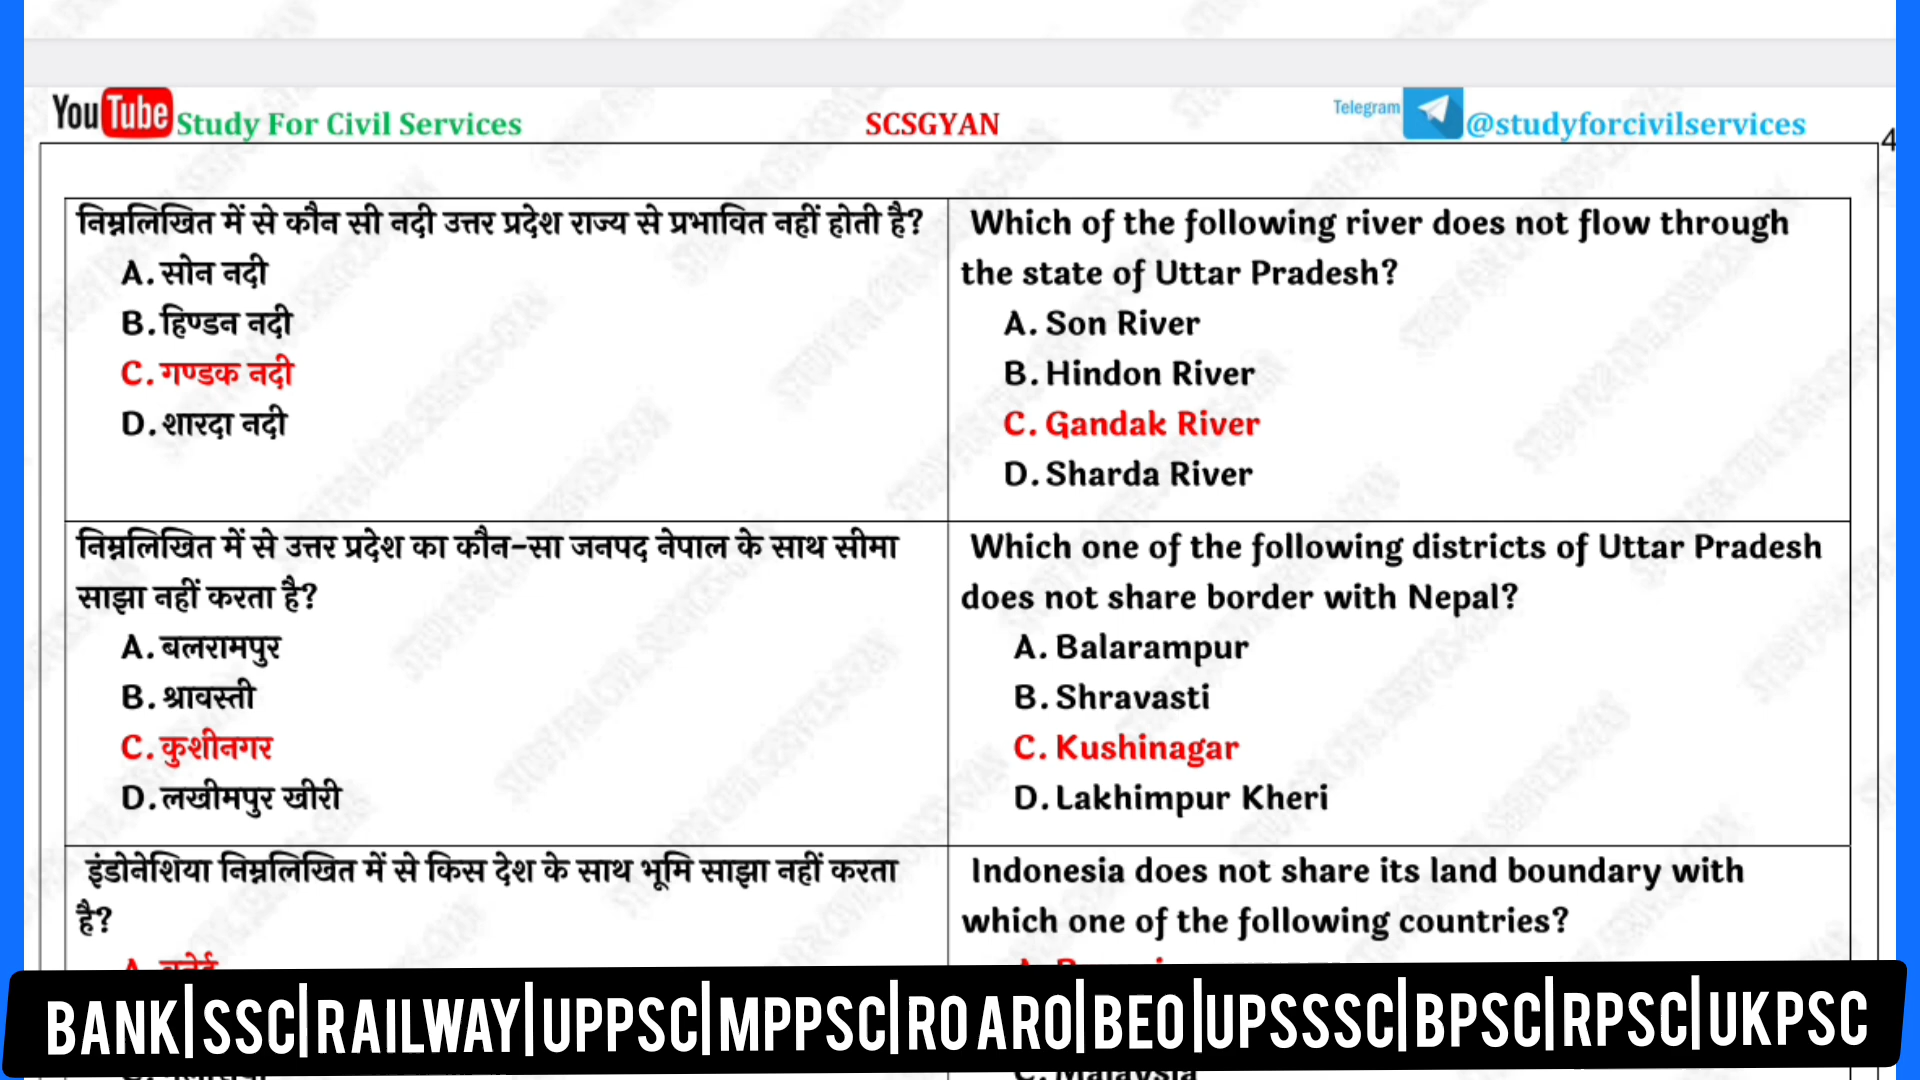 YouTube Study For Civil Services
SCSGYAN
Telegram @studyforcivilservices
4
निम्नलिखित में से कौन सी नदी उत्तर प्रदेश राज्य से प्रभावित नहीं होती है?
A. सोन नदी
B. हिण्डन नदी
C. गण्डक नदी
D. शारदा नदी
Which of the following river does not flow through
the state of Uttar Pradesh?
A. Son River
B. Hindon River
C. Gandak River
D. Sharda River
निम्नलिखित में से उत्तर प्रदेश का कौन-सा जनपद नेपाल के साथ सीमा
साझा नहीं करता है?
A. बलरामपुर
B. श्रावस्ती
C. कुशीनगर
D. लखीमपुर खीरी
Which one of the following districts of Uttar Pradesh
does not share border with Nepal?
A. Balarampur
B. Shravasti
C. Kushinagar
D. Lakhimpur Kheri
इंडोनेशिया निम्नलिखित में से किस देश के साथ भूमि साझा नहीं करता
है?
Indonesia does not share its land boundary with
which one of the following countries?
BANK|SSC|RAILWAY|UPPSC|MPPSC|RO ARO|BEO|UPSSSC|BPSC|RPSC|UKPSC
C. Malaysia